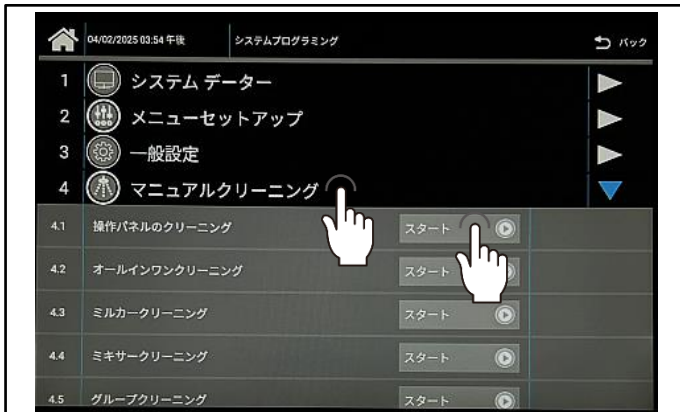 04/02/2025 03:54 午後 システムプログラミング バック
1 システム データー
2 メニューセットアップ
3 一般設定
4 マニュアルクリーニング
4.1 操作パネルのクリーニング スタート
4.2 オールインワンクリーニング スタート
4.3 ミルカークリーニング スタート
4.4 ミキサークリーニング スタート
4.5 グループクリーニング スタート